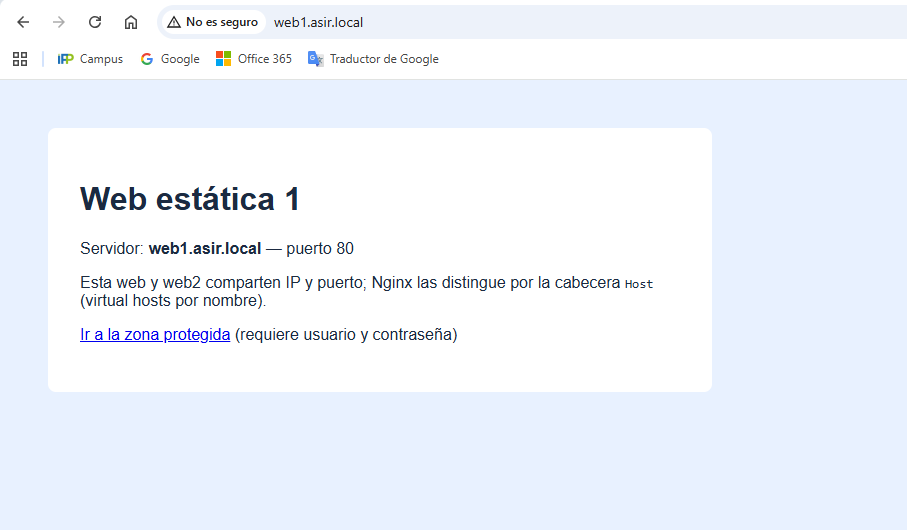 No es seguro web1.asir.local
Campus Google Office 365 Traductor de Google
Web estática 1
Servidor: web1.asir.local — puerto 80
Esta web y web2 comparten IP y puerto; Nginx las distingue por la cabecera Host
(virtual hosts por nombre).
Ir a la zona protegida (requiere usuario y contraseña)